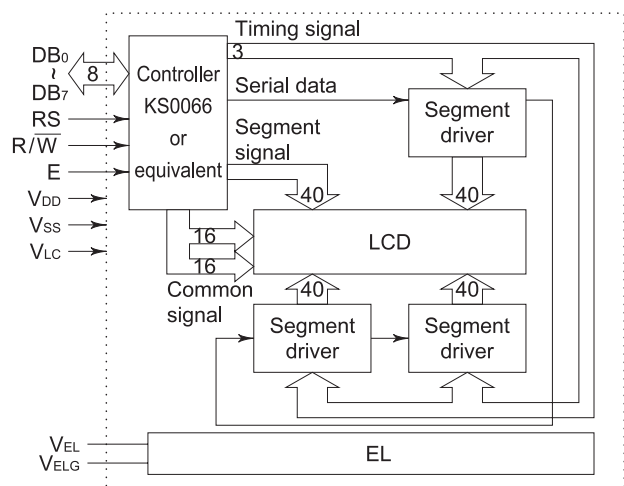 Timing signal
3
DB0
~
DB7
8
Controller
KS0066
or
equivalent
Serial data
Segment
driver
RS
R/W̅
E
Segment
signal
VDD
VSS
VLC
40
40
16
16
LCD
Common
signal
40
40
Segment
driver
Segment
driver
VEL
VELG
EL